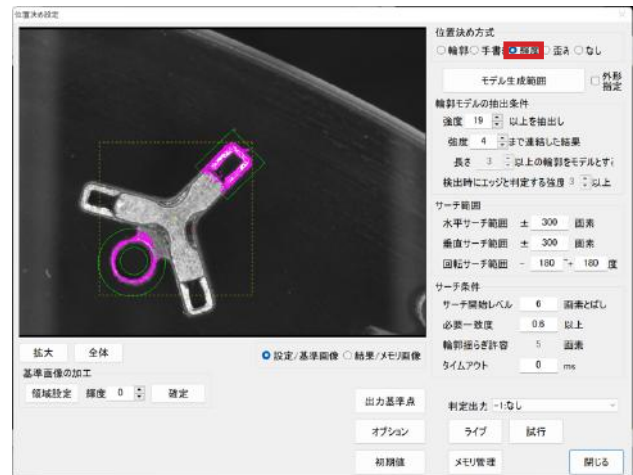 位置決め設定
位置決め方式
輪郭 手書 歪み なし
モデル生成範囲 外形指定
輪郭モデルの抽出条件
強度 19 以上を抽出し
強度 4 まで連結した結果
長さ 3 以上の輪郭をモデルとす
検出時にエッジと判定する強度 3 以上
サーチ範囲
水平サーチ範囲 ± 300 画素
垂直サーチ範囲 ± 300 画素
回転サーチ範囲 - 180 ~+ 180 度
サーチ条件
サーチ開始レベル 6 画素とばし
必要一致度 0.6 以上
輪郭揺らぎ許容 5 画素
タイムアウト 0 ms
拡大 全体 設定/基準画像 結果/メモリ画像
基準画像の加工
領域設定 輝度 0 確定
出力基準点 判定出力 -1:なし
オプション ライブ 試行
初期値 メモリ管理 閉じる